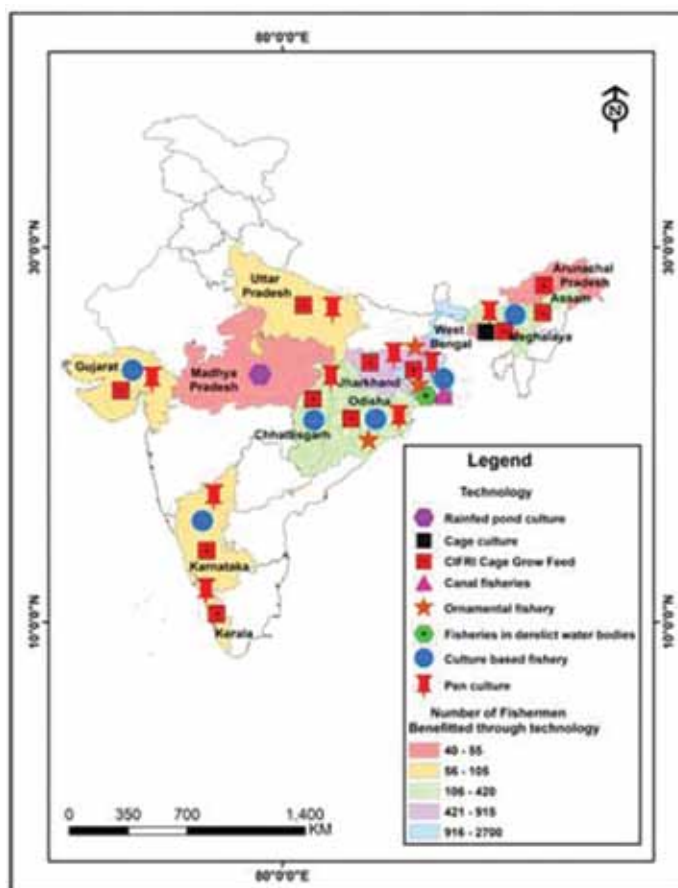 80°0'0"E
N
30°0'0"N
30°0'0"N
Arunachal
Pradesh
Uttar
Pradesh
Assam
West
Bengal
Meghalaya
Gujarat
Madhya
Pradesh
Jharkhand
Odisha
Chhattisgarh
Karnataka
Kerala
10°0'0"N
10°0'0"N
Legend
Technology
Rainfed pond culture
Cage culture
CIFRI Cage Grow Feed
Canal fisheries
Ornamental fishery
Fisheries in derelict water bodies
Culture based fishery
Pen culture
Number of Fishermen
Benefitted through technology
40 - 55
56 - 105
106 - 420
421 - 915
916 - 2700
0 350 700 1,400
KM
80°0'0"E